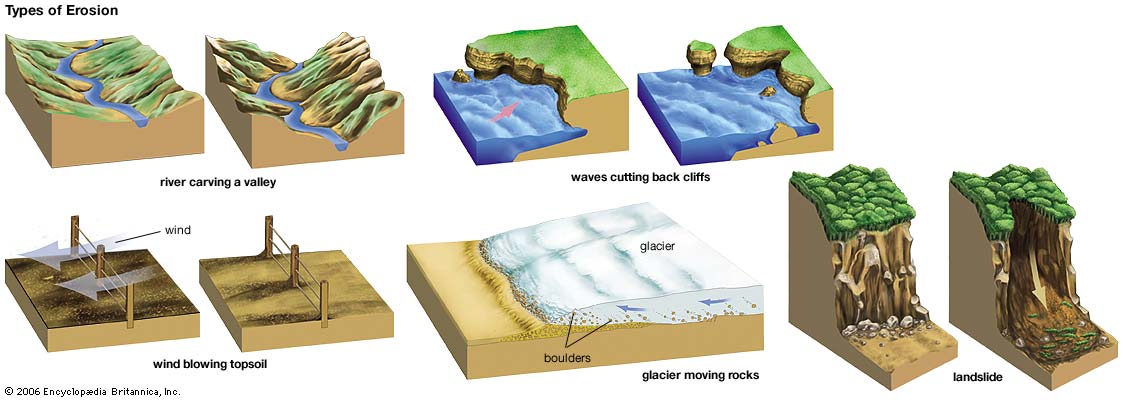 Types of Erosion
river carving a valley
waves cutting back cliffs
wind
wind blowing topsoil
glacier
boulders
glacier moving rocks
landslide
© 2006 Encyclopædia Britannica, Inc.